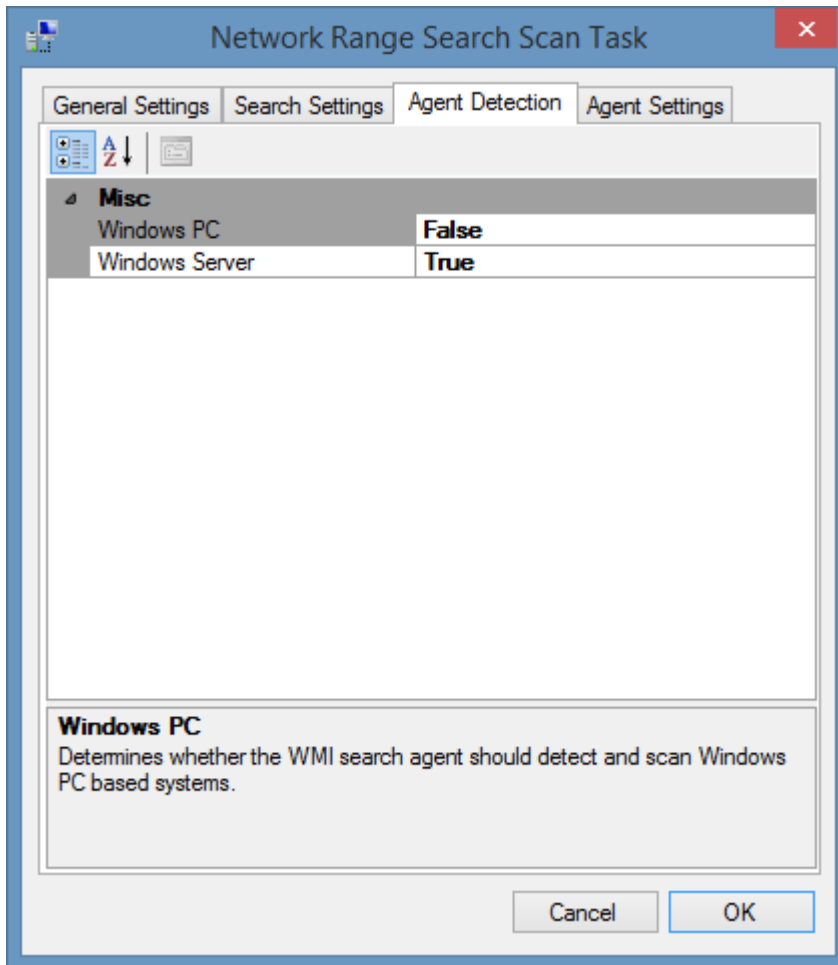 Network Range Search Scan Task
General Settings Search Settings Agent Detection Agent Settings
Misc
Windows PC False
Windows Server True
Windows PC
Determines whether the WMI search agent should detect and scan Windows
PC based systems.
Cancel OK